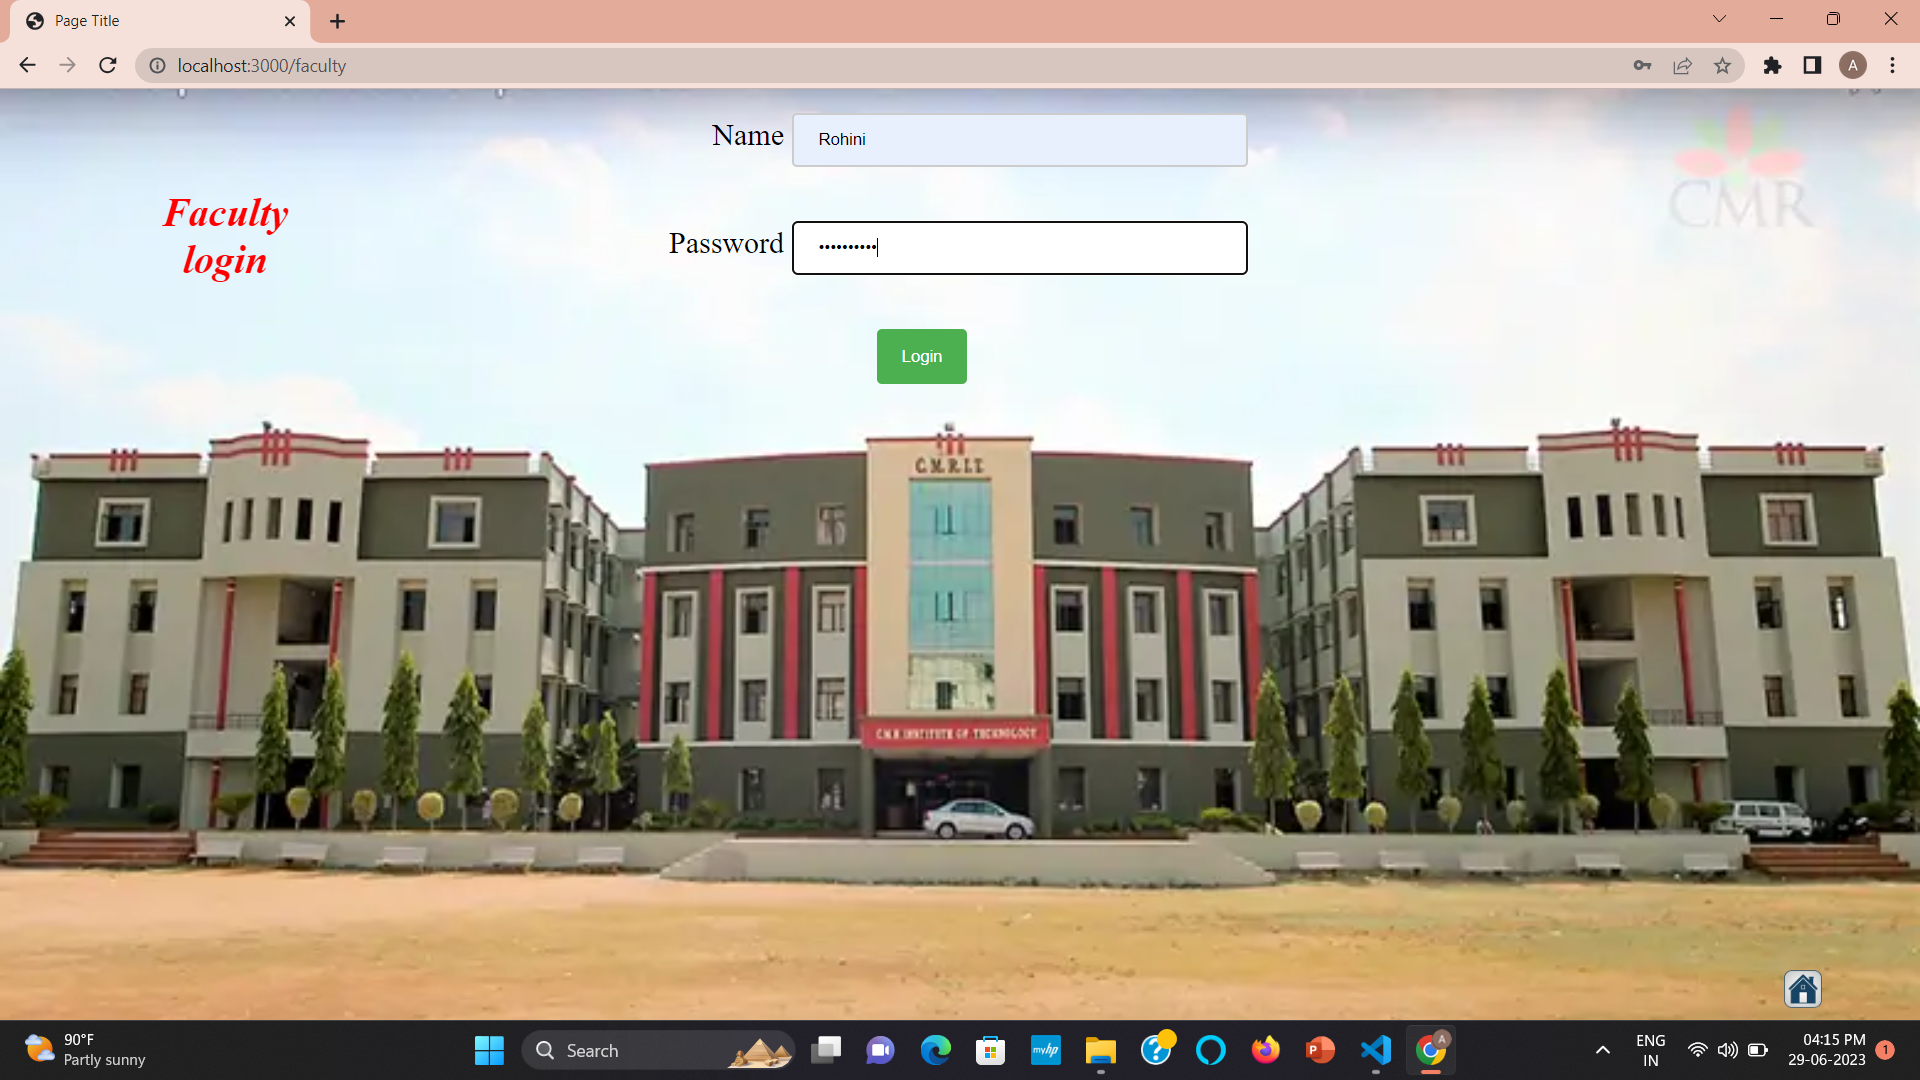 Page Title
localhost:3000/faculty
A
Name
Rohini
CMR
Faculty
login
Password
Login
C.M.R.I.T.
C.M.R INSTITUTE OF TECHNOLOGY
90°F
Partly sunny
Search
myhp
P
A
ENG
IN
04:15 PM
29-06-2023
1